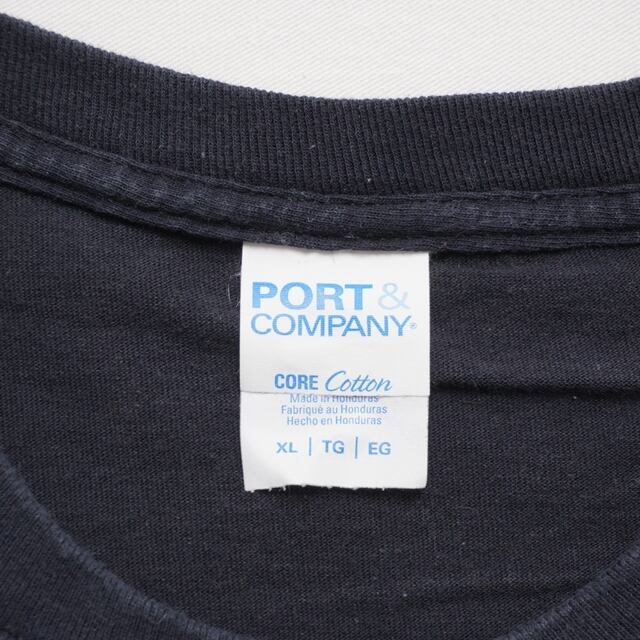 PORT &
COMPANY®
CORE Cotton
Made in Honduras
Fabriqué au Honduras
Hecho en Honduras
XL | TG | EG